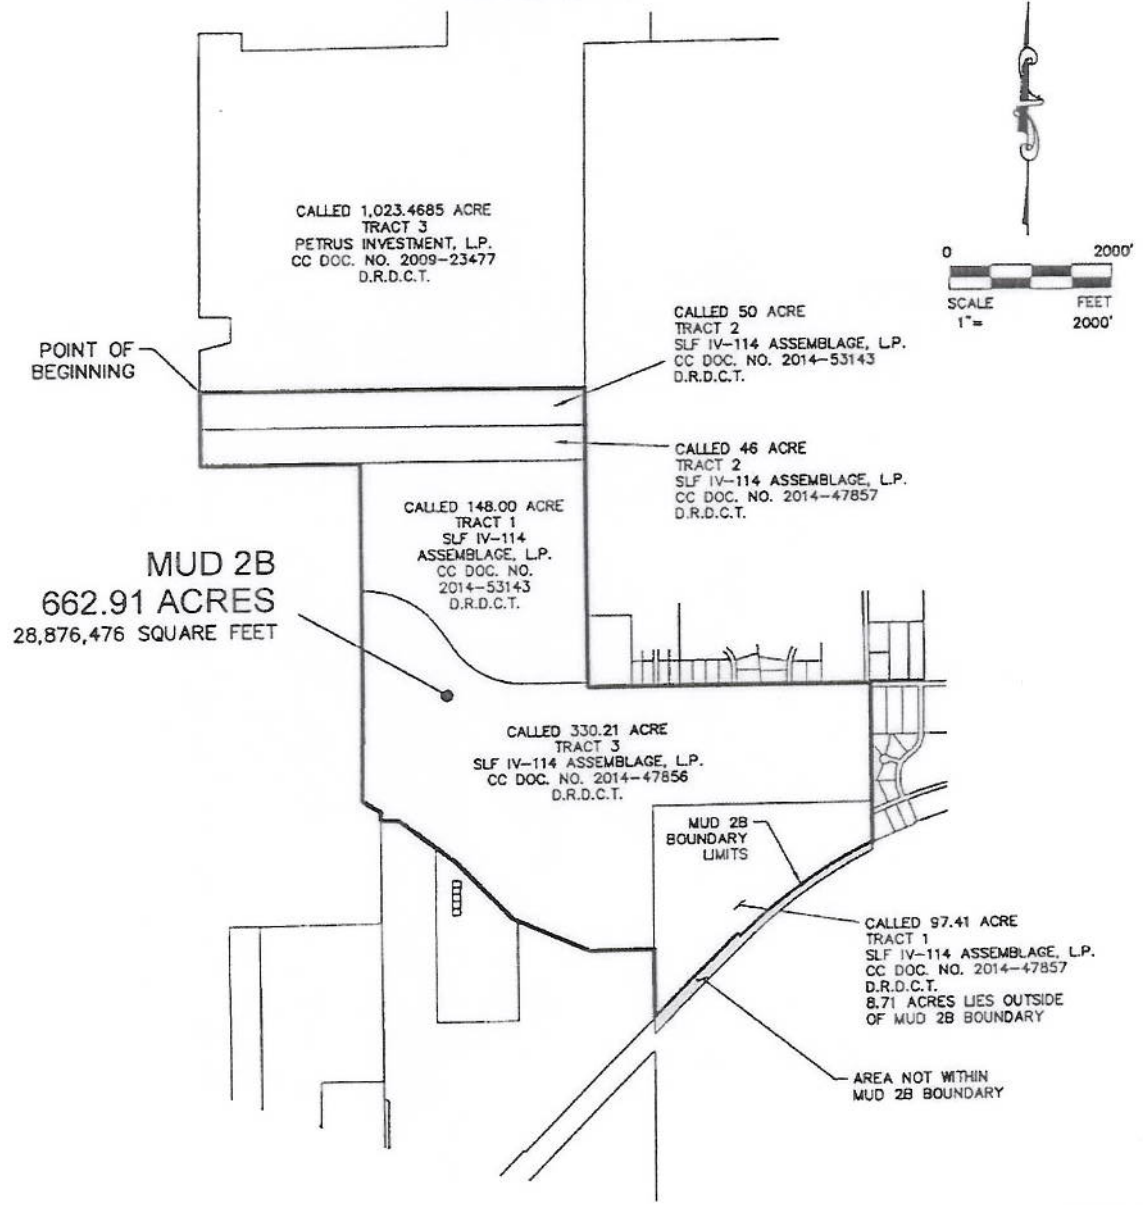 CALLED 1,023.4685 ACRE
TRACT 3
PETRUS INVESTMENT, L.P.
CC DOC. NO. 2009-23477
D.R.D.C.T.
0 2000'
SCALE FEET
1"= 2000'
POINT OF
BEGINNING
CALLED 50 ACRE
TRACT 2
SLF IV-114 ASSEMBLAGE, L.P.
CC DOC. NO. 2014-53143
D.R.D.C.T.
CALLED 46 ACRE
TRACT 2
SLF IV-114 ASSEMBLAGE, L.P.
CC DOC. NO. 2014-47857
D.R.D.C.T.
CALLED 148.00 ACRE
TRACT 1
SLF IV-114
ASSEMBLAGE, L.P.
CC DOC. NO.
2014-53143
D.R.D.C.T.
MUD 2B
662.91 ACRES
28,876,476 SQUARE FEET
CALLED 330.21 ACRE
TRACT 3
SLF IV-114 ASSEMBLAGE, L.P.
CC DOC. NO. 2014-47856
D.R.D.C.T.
MUD 2B
BOUNDARY
LIMITS
CALLED 97.41 ACRE
TRACT 1
SLF IV-114 ASSEMBLAGE, L.P.
CC DOC. NO. 2014-47857
D.R.D.C.T.
8.71 ACRES LIES OUTSIDE
OF MUD 2B BOUNDARY
AREA NOT WITHIN
MUD 2B BOUNDARY